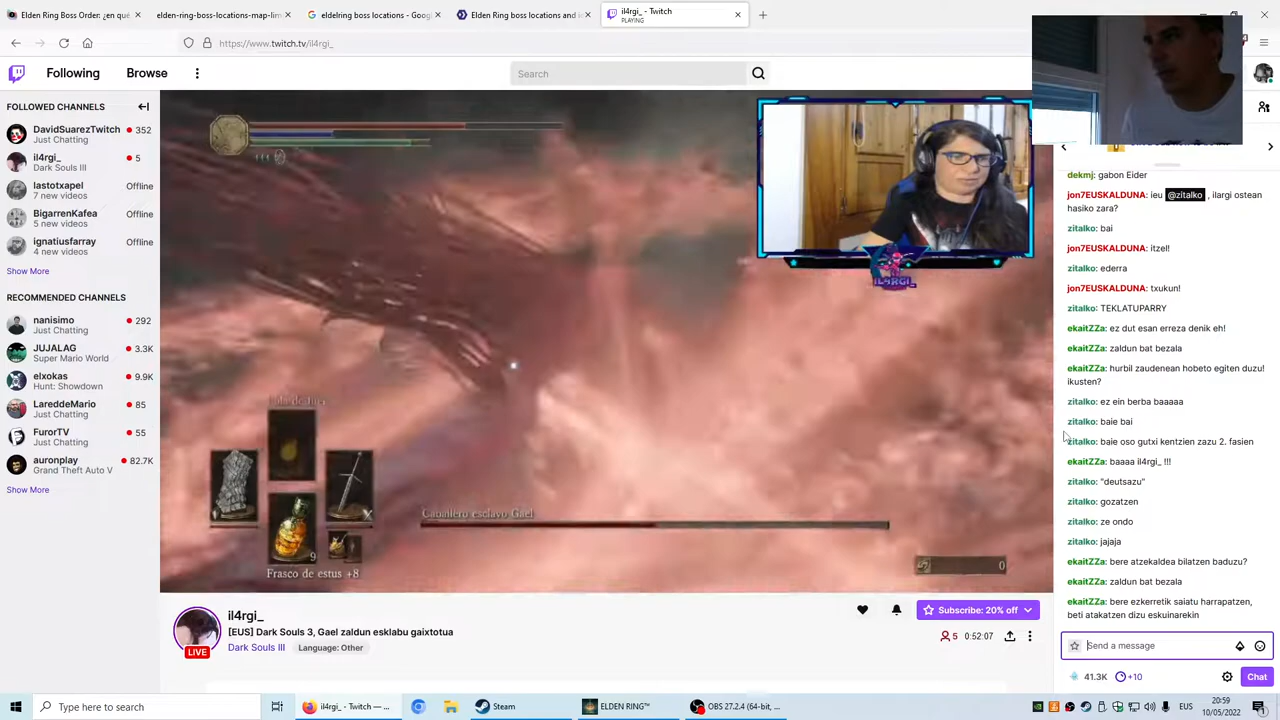 Red Boss Order: ¿en qué
eldenring-boss-locations-map-li
eldelring boss locations - Goo
Elden Ring boss locations and
il4rgi_ - Twitch
PLAYING
https://www.twitch.tv/il4rgi_
Following
Browse
Search
FOLLOWED CHANNELS
DavidSuarezTwitch
352
Just Chatting
il4rgi_
5
Dark Souls III
lastotxapel
Offline
7 new videos
BigarrenKafea
Offline
5 new videos
ignatiusfarray
Offline
4 new videos
Show More
RECOMMENDED CHANNELS
nanisimo
292
Just Chatting
JUJALAG
3.3K
Super Mario World
elxokas
9.9K
Hunt: Showdown
LareddeMario
85
Just Chatting
FurorTV
55
Just Chatting
auronplay
82.7K
Grand Theft Auto V
Show More
IL4RGI_
Caballero esclavo Gael
9
Frasco de estus +8
0
il4rgi_
[EUS] Dark Souls 3, Gael zaldun esklabu gaixtotua
Dark Souls III
Language: Other
LIVE
Subscribe: 20% off
5
0:52:07
dekmj: gabon Eider
jon7EUSKALDUNA: ieu @zitalko , ilargi ostean
hasiko zara?
zitalko: bai
jon7EUSKALDUNA: itzel!
zitalko: ederra
jon7EUSKALDUNA: txukun!
zitalko: TEKLATUPARRY
ekaitZZa: ez dut esan erreza denik eh!
ekaitZZa: zaldun bat bezala
ekaitZZa: hurbil zaudenean hobeto egiten duzu!
ikusten?
zitalko: ez ein berba baaaaa
zitalko: baie bai
zitalko: baie oso gutxi kentzien zazu 2. fasien
ekaitZZa: baaaa il4rgi_ !!!
zitalko: "deutsazu"
zitalko: gozatzen
zitalko: ze ondo
zitalko: jajaja
ekaitZZa: bere atzekaldea bilatzen baduzu?
ekaitZZa: zaldun bat bezala
ekaitZZa: bere ezkerretik saiatu harrapatzen,
beti atakatzen dizu eskuinarekin
Send a message
41.3K
+10
Chat
Type here to search
il4rgi_ - Twitch — ...
Steam
ELDEN RING™
OBS 27.2.4 (64-bit, ...
EUS
20:59
10/05/2022